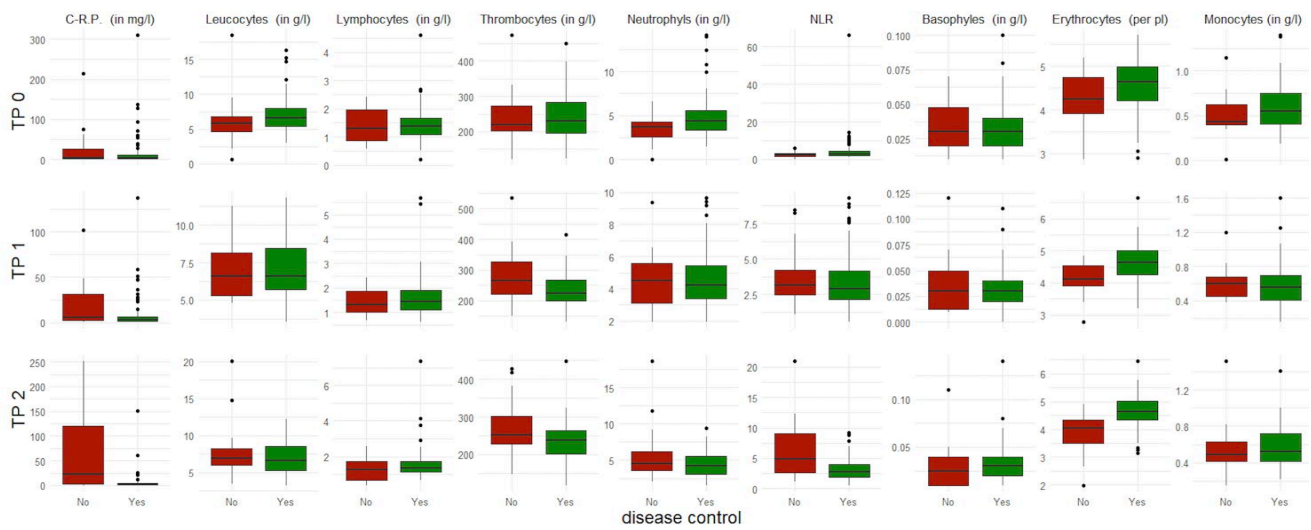 C-R.P. (in mg/l) Leucocytes (in g/l) Lymphocytes (in g/l) Thrombocytes (in g/l) Neutrophyls (in g/l) NLR Basophyles (in g/l) Erythrocytes (per pl) Monocytes (in g/l)
TP 0
300 250 200 150 100 50 0
15 10 5 0
4 3 2 1 0
400 300 200
10 5 0
60 40 20 0
0.100 0.075 0.050 0.025
5 4 3
1.0 0.5 0.0
TP 1
100 50 0
10.0 7.5 5.0
5 4 3 2 1
500 400 300 200
10 8 6 4 2
7.5 5.0 2.5
0.125 0.100 0.075 0.050 0.025 0.000
6 5 4 3
1.6 1.2 0.8 0.4
TP 2
250 200 150 100 50 0
20 15 10 5
6 4 2
400 300 200
15 10 5
20 15 10 5 0
0.10 0.05
6 5 4 3 2
1.2 0.8 0.4
No Yes No Yes No Yes No Yes No Yes No Yes No Yes No Yes No Yes
disease control